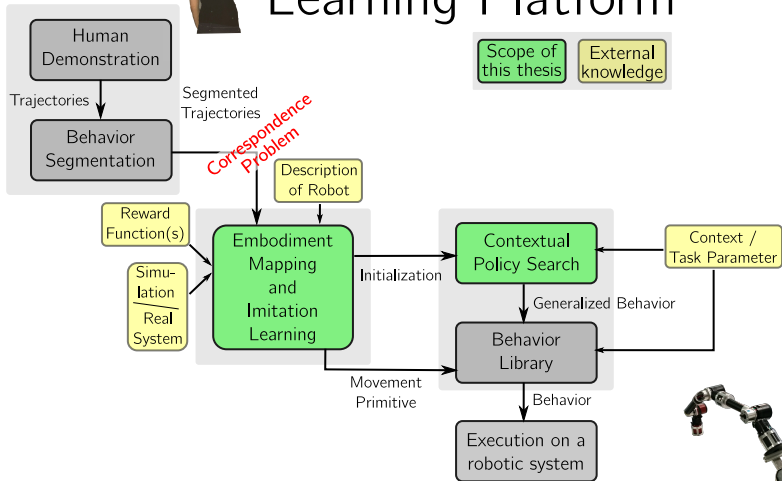 Learning Platform
Human
Demonstration
Scope of
this thesis
External
knowledge
Trajectories
Segmented
Trajectories
Behavior
Segmentation
Correspondence
Problem
Description
of Robot
Reward
Function(s)
Embodiment
Mapping
and
Imitation
Learning
Initialization
Contextual
Policy Search
Context /
Task Parameter
Simu-
lation
Real
System
Generalized Behavior
Behavior
Library
Movement
Primitive
Behavior
Execution on a
robotic system